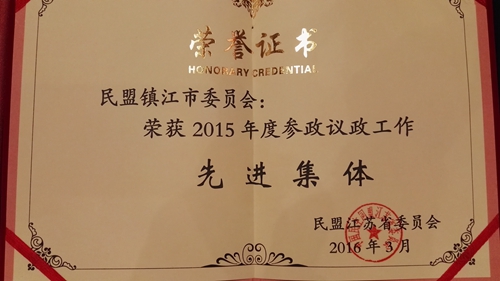 荣誉证书
HONORARY CREDENTIAL
民盟镇江市委员会：
荣获2015年度参政议政工作
先进集体
民盟江苏省委员会
2016年3月